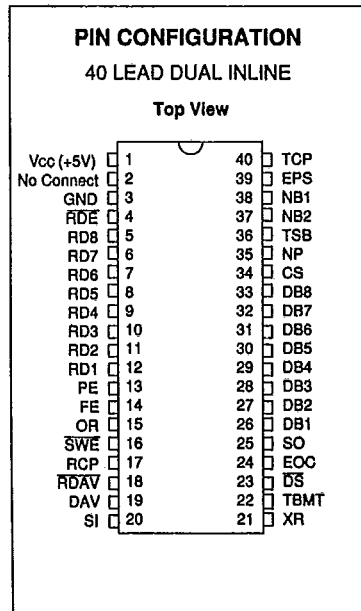 PIN CONFIGURATION
40 LEAD DUAL INLINE
Top View
Vcc (+5V) 1 40 TCP
No Connect 2 39 EPS
GND 3 38 NB1
R̅D̅E̅ 4 37 NB2
RD8 5 36 TSB
RD7 6 35 NP
RD6 7 34 CS
RD5 8 33 DB8
RD4 9 32 DB7
RD3 10 31 DB6
RD2 11 30 DB5
RD1 12 29 DB4
PE 13 28 DB3
FE 14 27 DB2
OR 15 26 DB1
S̅W̅E̅ 16 25 SO
RCP 17 24 EOC
R̅D̅A̅V̅ 18 23 D̅S̅
DAV 19 22 TBMT
SI 20 21 XR